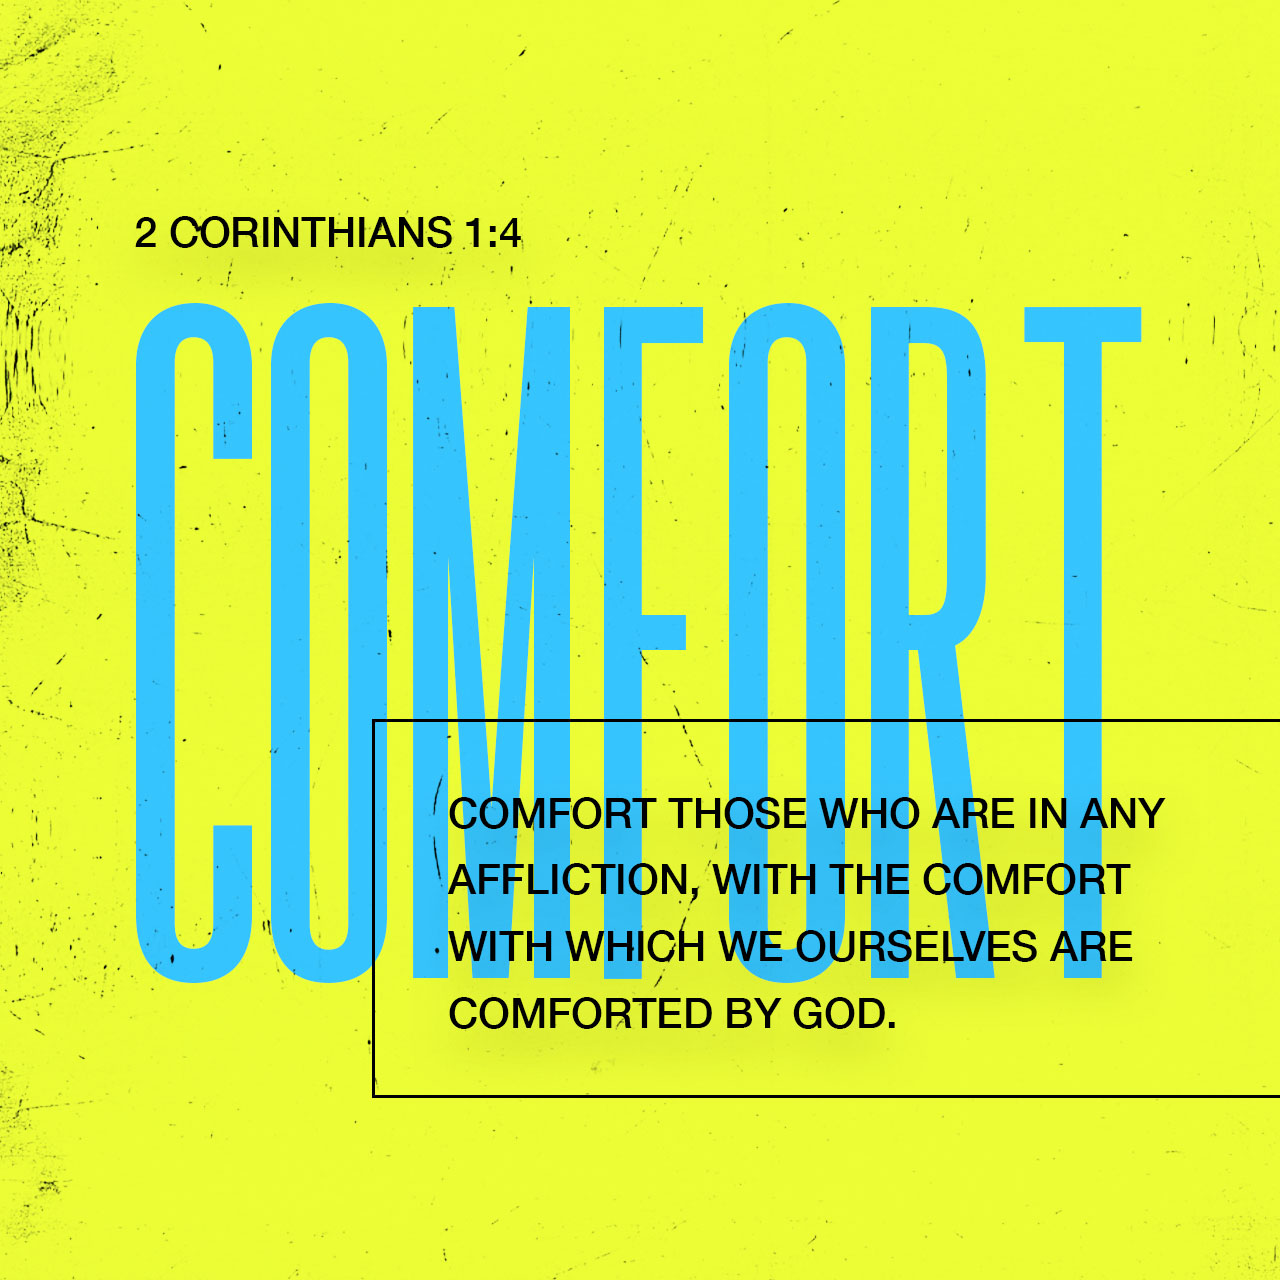 2 CORINTHIANS 1:4
COMFORT
COMFORT THOSE WHO ARE IN ANY
AFFLICTION, WITH THE COMFORT
WITH WHICH WE OURSELVES ARE
COMFORTED BY GOD.